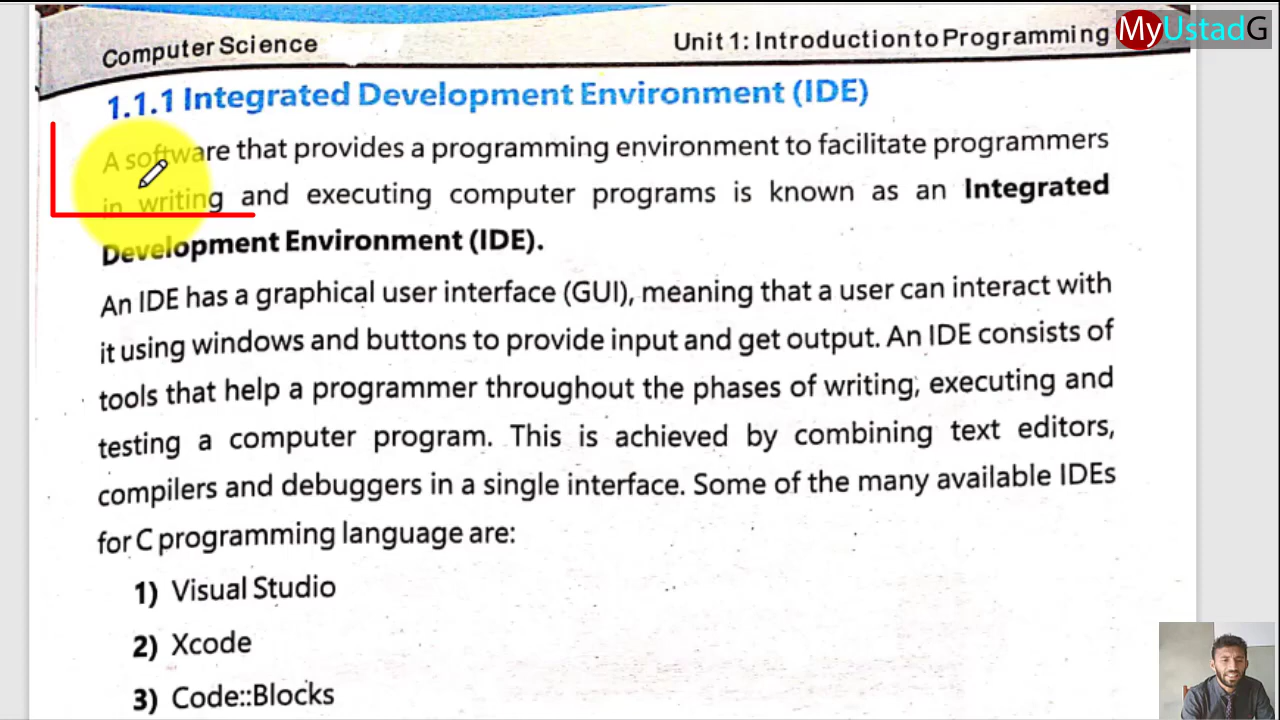 Computer Science
Unit 1: Introduction to Programming
MyUstadG
1.1.1 Integrated Development Environment (IDE)
A software that provides a programming environment to facilitate programmers
in writing and executing computer programs is known as an Integrated
Development Environment (IDE).
An IDE has a graphical user interface (GUI), meaning that a user can interact with
it using windows and buttons to provide input and get output. An IDE consists of
tools that help a programmer throughout the phases of writing, executing and
testing a computer program. This is achieved by combining text editors,
compilers and debuggers in a single interface. Some of the many available IDEs
for C programming language are:
1) Visual Studio
2) Xcode
3) Code::Blocks